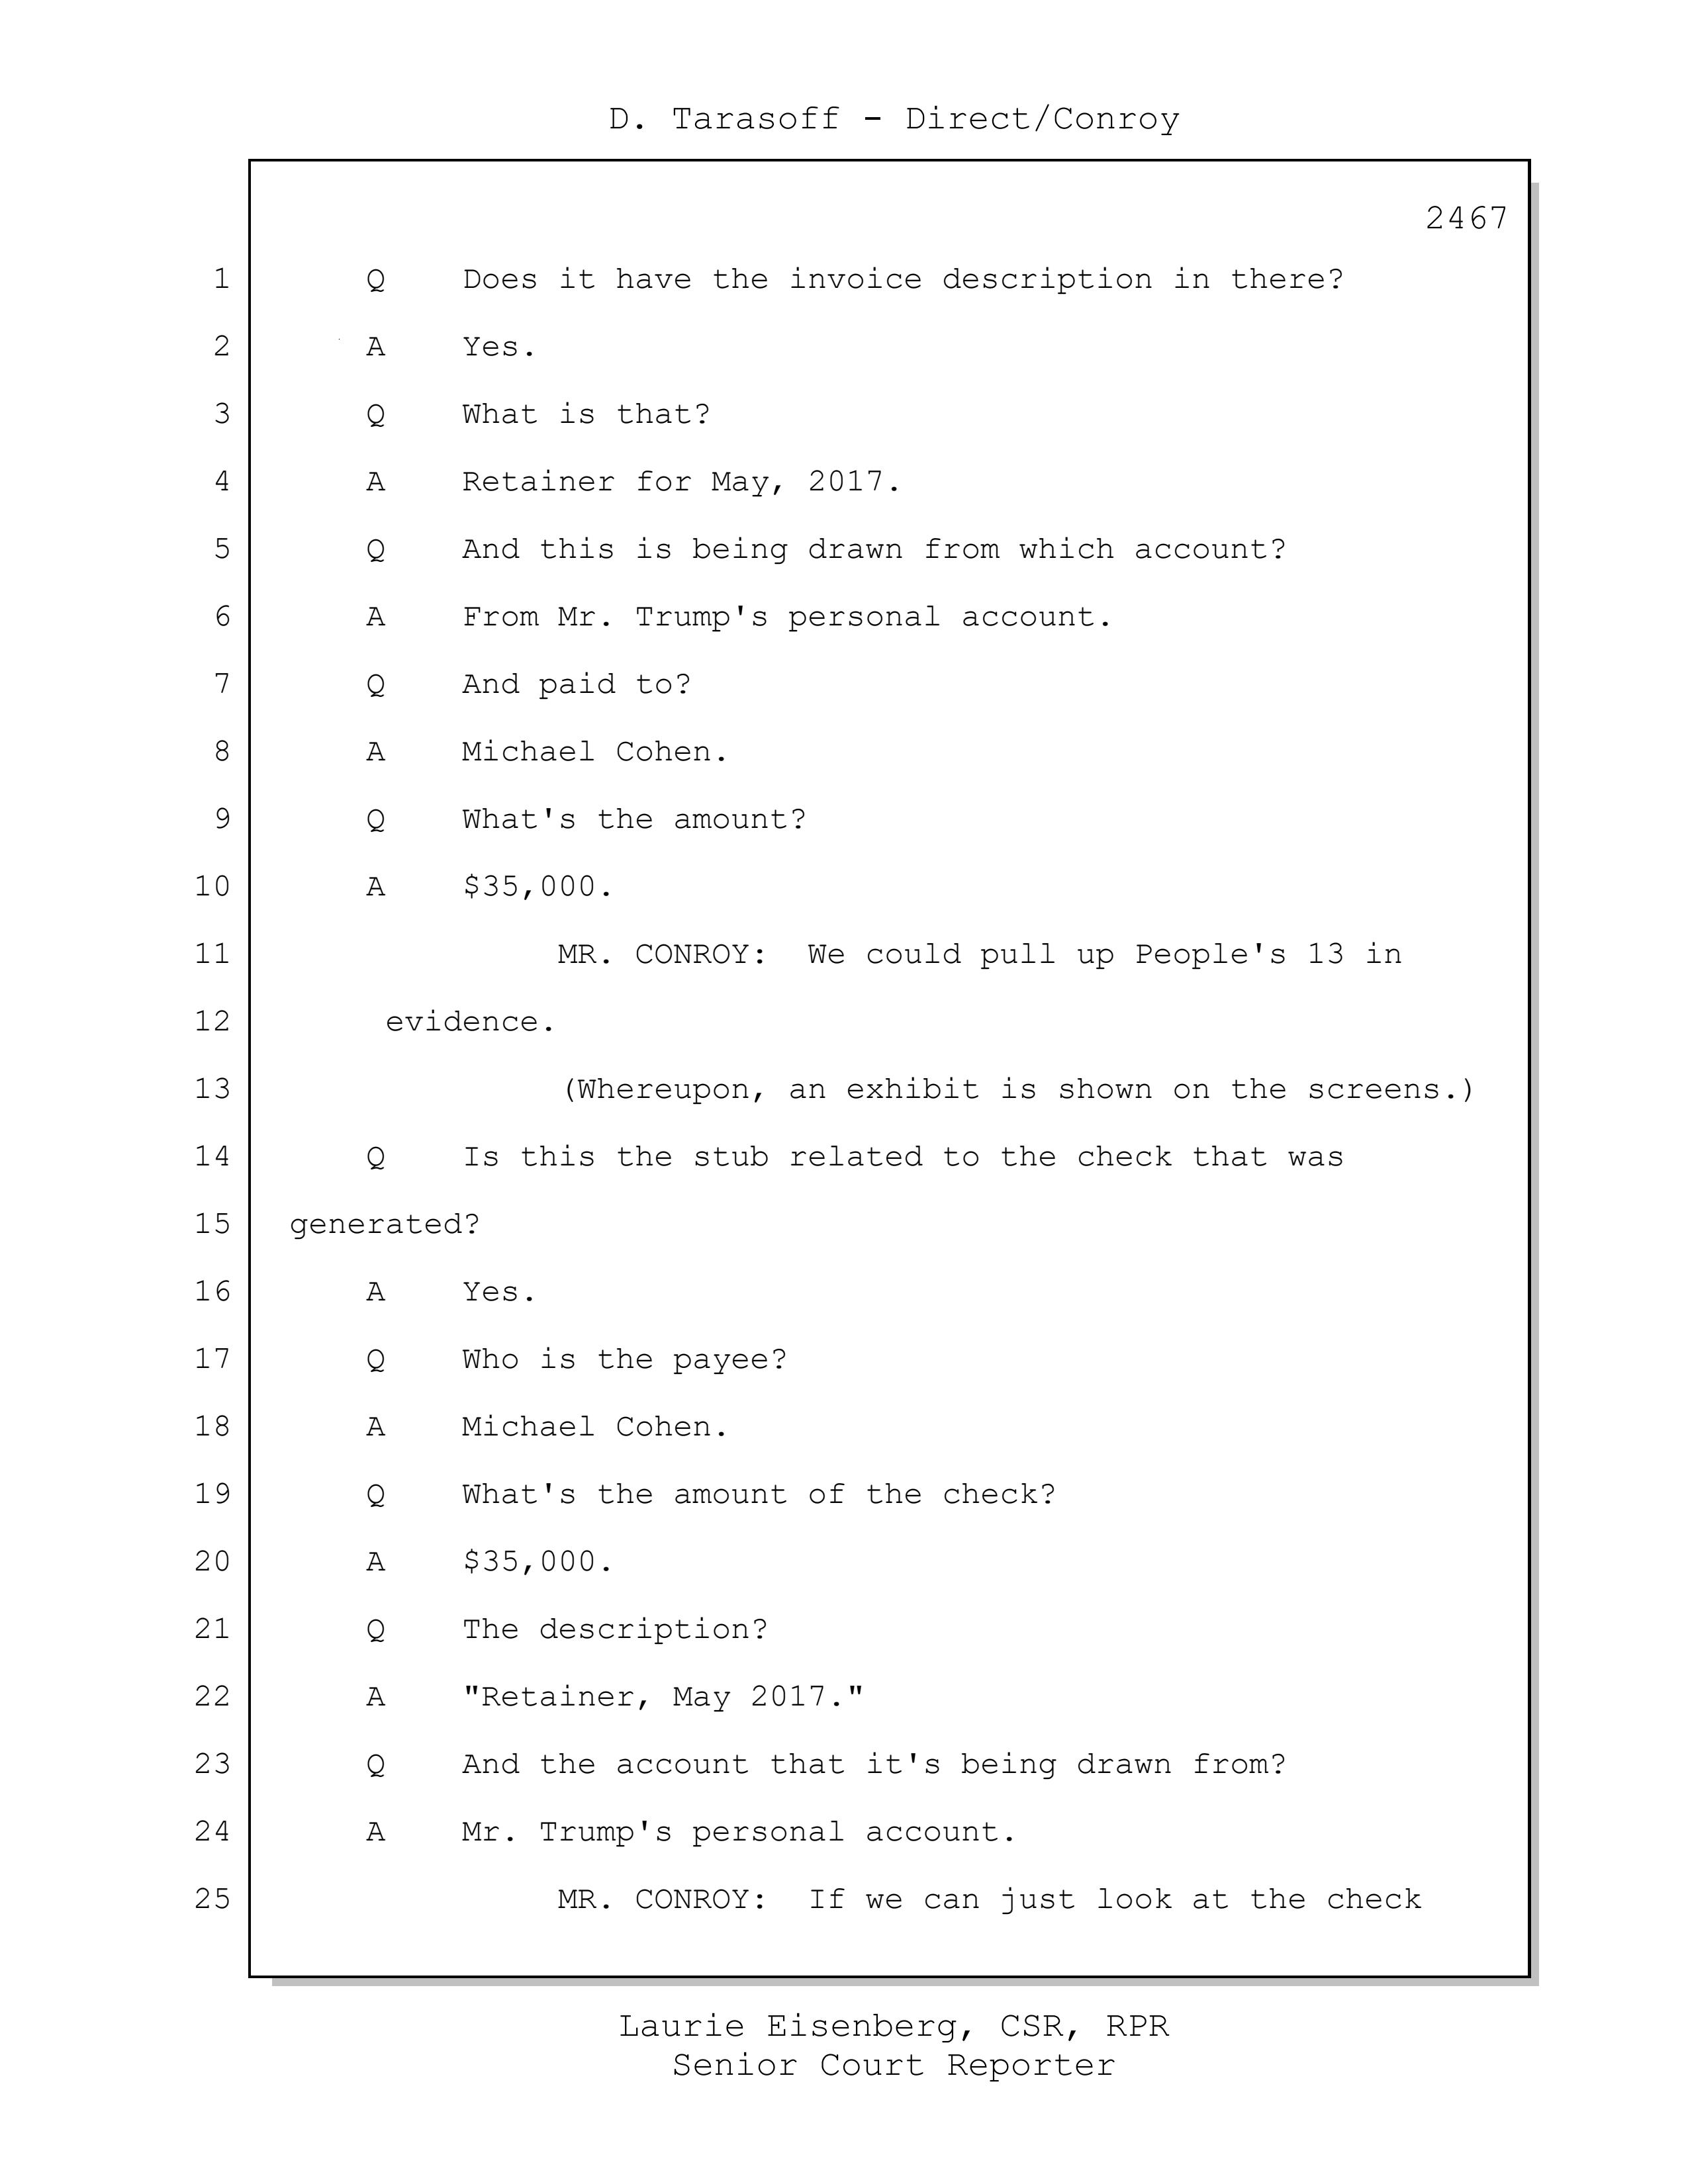 D. Tarasoff - Direct/Conroy
2467
1 Q Does it have the invoice description in there?
2 A Yes.
3 Q What is that?
4 A Retainer for May, 2017.
5 Q And this is being drawn from which account?
6 A From Mr. Trump's personal account.
7 Q And paid to?
8 A Michael Cohen.
9 Q What's the amount?
10 A $35,000.
11 MR. CONROY: We could pull up People's 13 in
12 evidence.
13 (Whereupon, an exhibit is shown on the screens.)
14 Q Is this the stub related to the check that was
15 generated?
16 A Yes.
17 Q Who is the payee?
18 A Michael Cohen.
19 Q What's the amount of the check?
20 A $35,000.
21 Q The description?
22 A "Retainer, May 2017."
23 Q And the account that it's being drawn from?
24 A Mr. Trump's personal account.
25 MR. CONROY: If we can just look at the check
Laurie Eisenberg, CSR, RPR
Senior Court Reporter